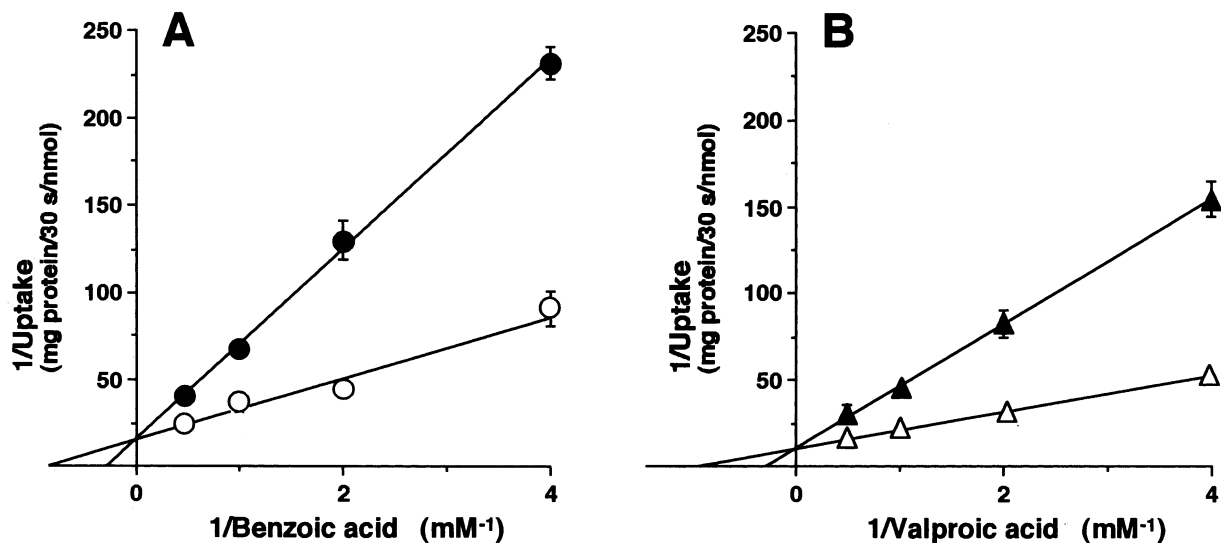 A
250
200
150
100
50
1/Uptake
(mg protein/30 s/nmol)
0
2
4
1/Benzoic acid (mM⁻¹)
B
250
200
150
100
50
1/Uptake
(mg protein/30 s/nmol)
0
2
4
1/Valproic acid (mM⁻¹)